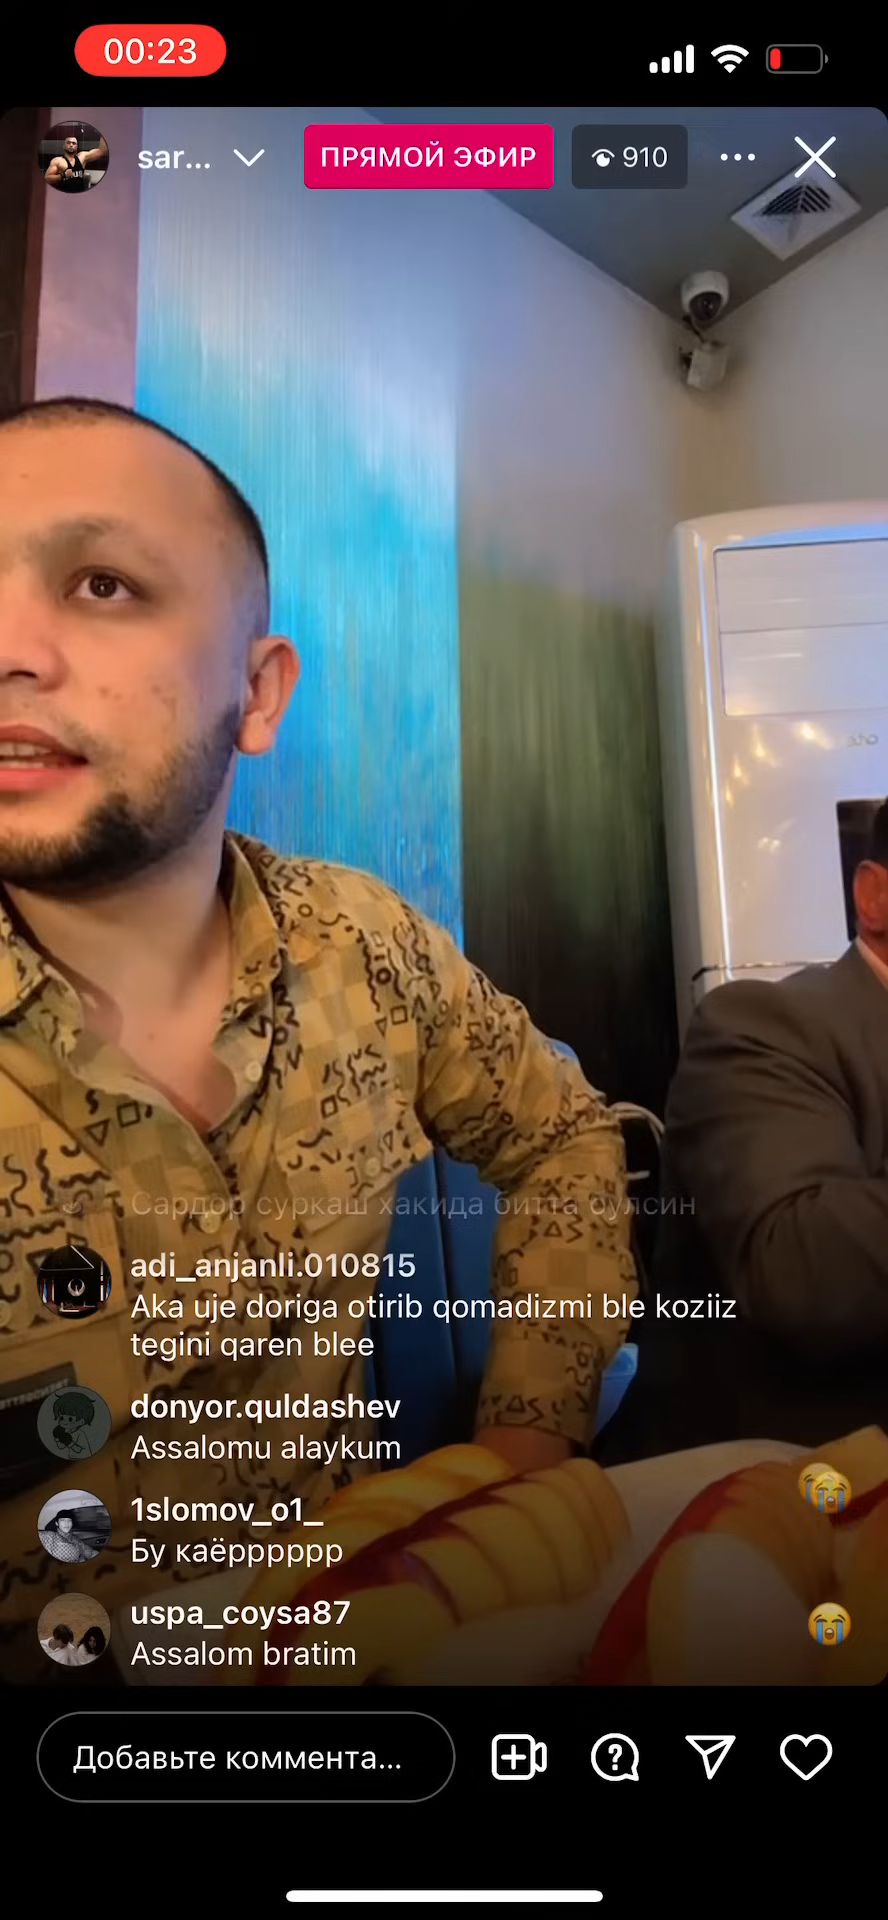 00:23
sar...
ПРЯМОЙ ЭФИР
910
Сардор суркаш хакида битта булсин
adi_anjanli.010815
Aka uje doriga otirib qomadizmi ble koziiz
tegini qaren blee
donyor.quldashev
Assalomu alaykum
1slomov_o1_
Бу каёрррррр
uspa_coysa87
Assalom bratim
Добавьте коммента...